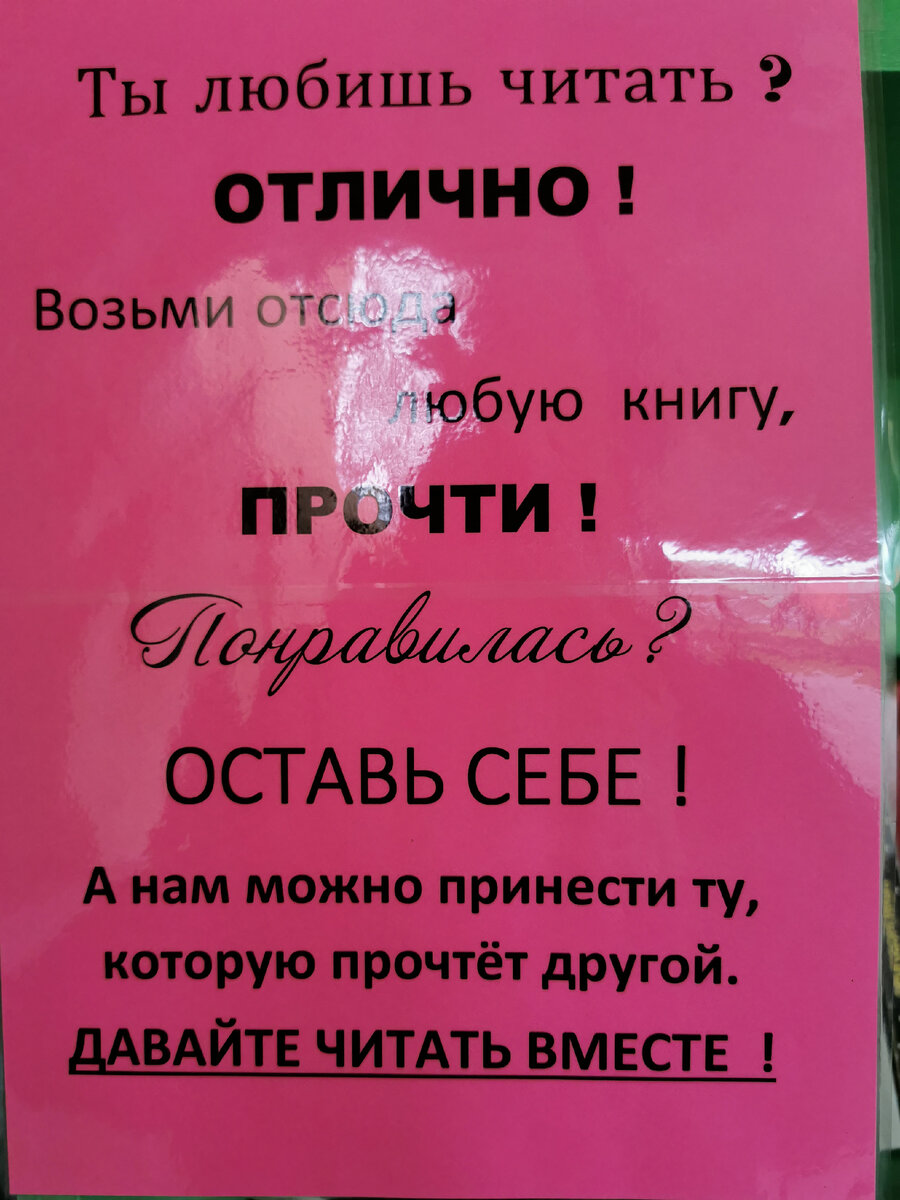 Ты любишь читать ?
ОТЛИЧНО !
Возьми отсюда
любую книгу,
ПРОЧТИ !
Понравилась?
ОСТАВЬ СЕБЕ !
А нам можно принести ту,
которую прочтёт другой.
ДАВАЙТЕ ЧИТАТЬ ВМЕСТЕ !